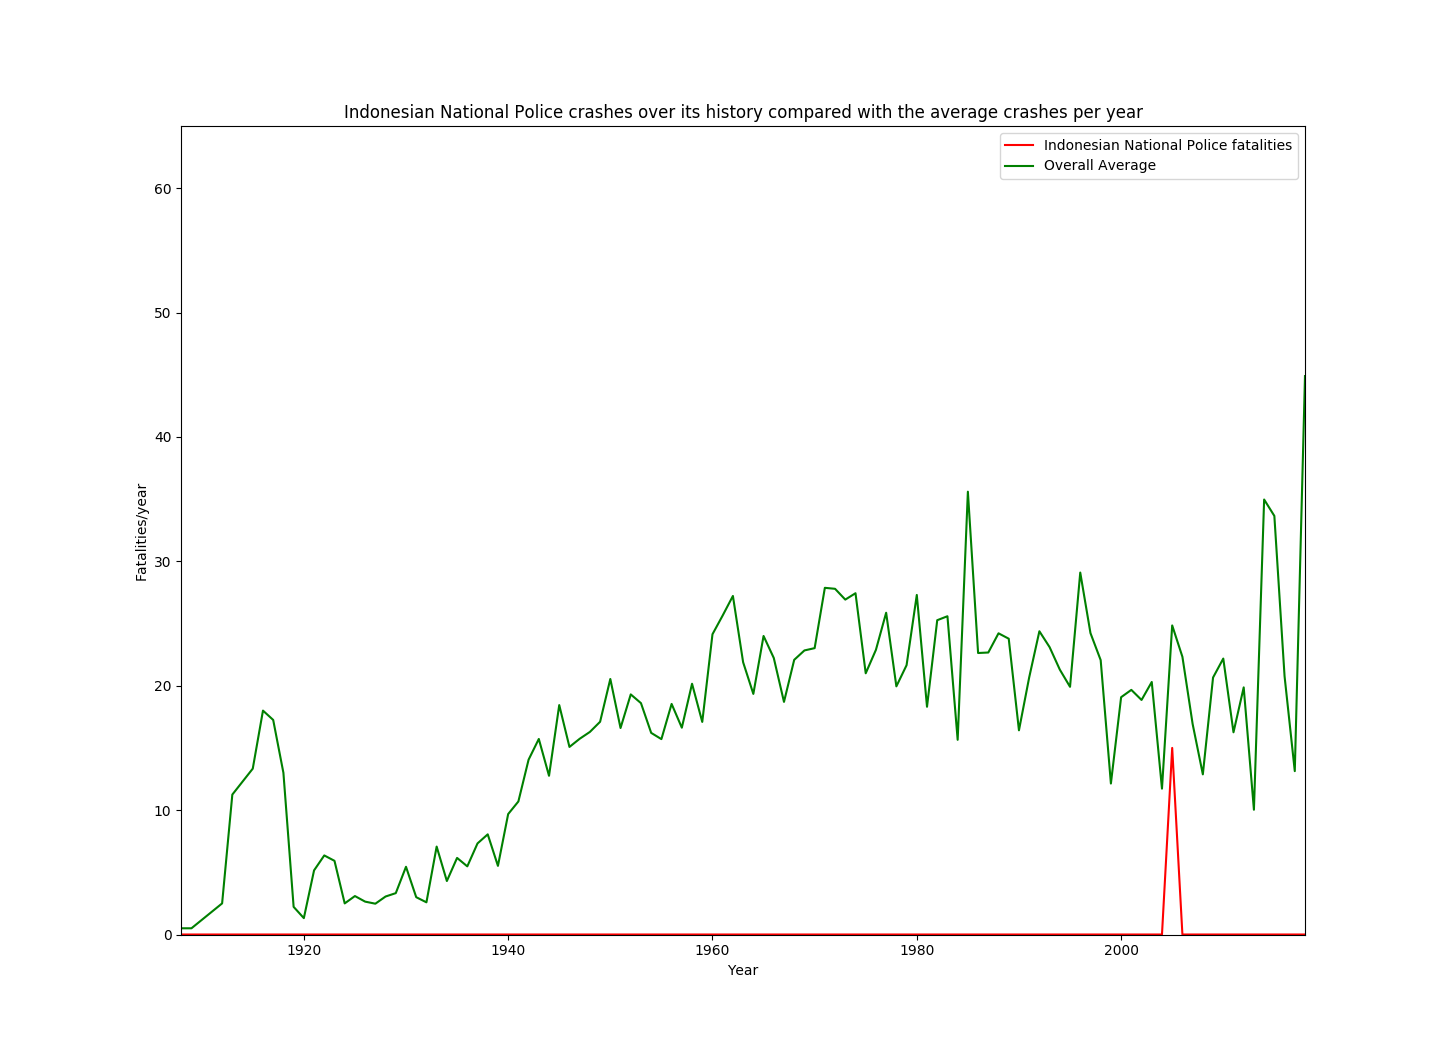 Indonesian National Police crashes over its history compared with the average crashes per year
Indonesian National Police fatalities
Overall Average
60
50
40
30
20
10
0
Fatalities/year
1920 1940 1960 1980 2000
Year